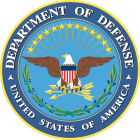 DEPARTMENT OF DEFENSE
UNITED STATES OF AMERICA